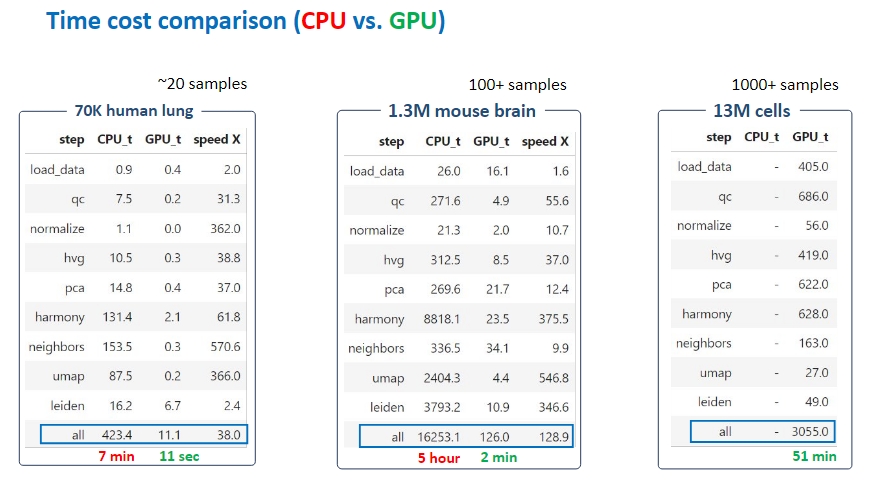 Time cost comparison (CPU vs. GPU)
~20 samples
70K human lung
step CPU_t GPU_t speed X
load_data 0.9 0.4 2.0
qc 7.5 0.2 31.3
normalize 1.1 0.0 362.0
hvg 10.5 0.3 38.8
pca 14.8 0.4 37.0
harmony 131.4 2.1 61.8
neighbors 153.5 0.3 570.6
umap 87.5 0.2 366.0
leiden 16.2 6.7 2.4
all 423.4 11.1 38.0
7 min 11 sec
100+ samples
1.3M mouse brain
step CPU_t GPU_t speed X
load_data 26.0 16.1 1.6
qc 271.6 4.9 55.6
normalize 21.3 2.0 10.7
hvg 312.5 8.5 37.0
pca 269.6 21.7 12.4
harmony 8818.1 23.5 375.5
neighbors 336.5 34.1 9.9
umap 2404.3 4.4 546.8
leiden 3793.2 10.9 346.6
all 16253.1 126.0 128.9
5 hour 2 min
1000+ samples
13M cells
step CPU_t GPU_t
load_data - 405.0
qc - 686.0
normalize - 56.0
hvg - 419.0
pca - 622.0
harmony - 628.0
neighbors - 163.0
umap - 27.0
leiden - 49.0
all - 3055.0
51 min